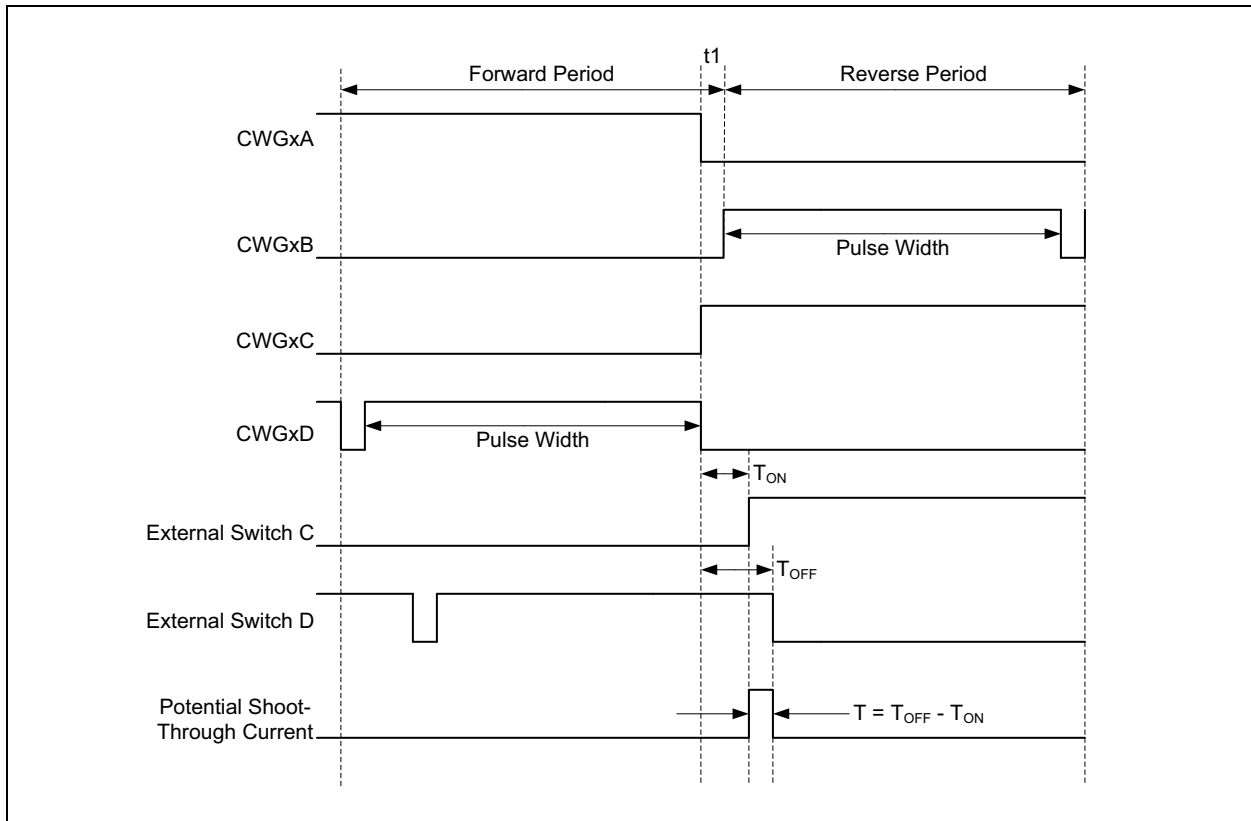 t1
Forward Period
Reverse Period
CWGxA
CWGxB
Pulse Width
CWGxC
CWGxD
Pulse Width
TON
External Switch C
TOFF
External Switch D
Potential Shoot-
Through Current
T = TOFF - TON